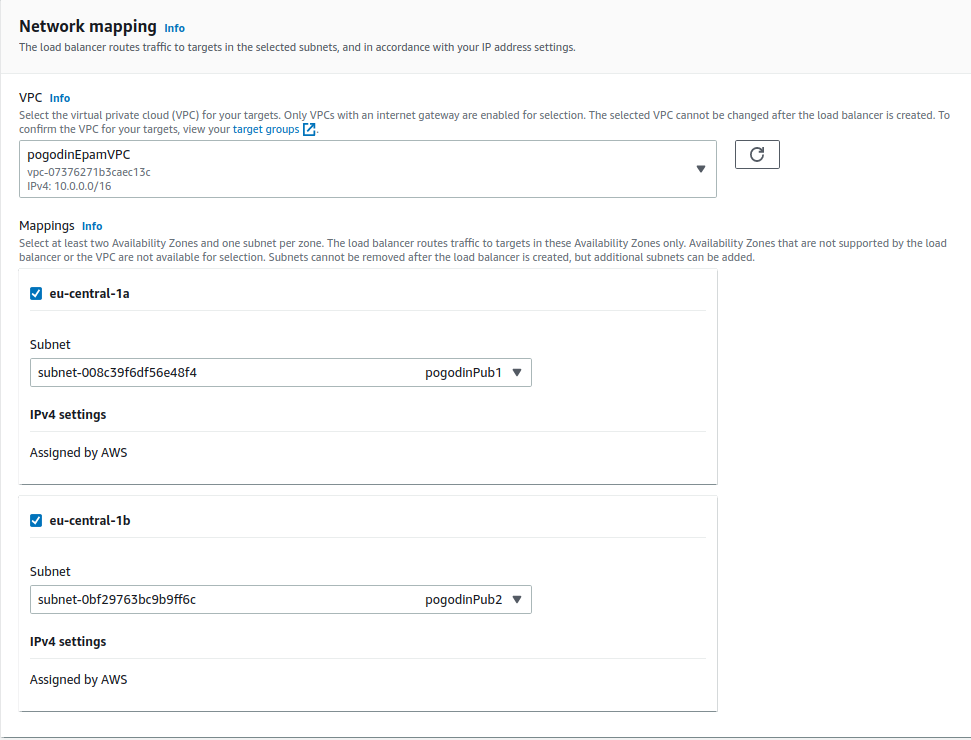 Network mapping Info
The load balancer routes traffic to targets in the selected subnets, and in accordance with your IP address settings.
VPC Info
Select the virtual private cloud (VPC) for your targets. Only VPCs with an internet gateway are enabled for selection. The selected VPC cannot be changed after the load balancer is created. To
confirm the VPC for your targets, view your target groups.
pogodinEpamVPC
vpc-07376271b3caec13c
IPv4: 10.0.0.0/16
Mappings Info
Select at least two Availability Zones and one subnet per zone. The load balancer routes traffic to targets in these Availability Zones only. Availability Zones that are not supported by the load
balancer or the VPC are not available for selection. Subnets cannot be removed after the load balancer is created, but additional subnets can be added.
eu-central-1a
Subnet
subnet-008c39f6df56e48f4 pogodinPub1
IPv4 settings
Assigned by AWS
eu-central-1b
Subnet
subnet-0bf29763bc9b9ff6c pogodinPub2
IPv4 settings
Assigned by AWS